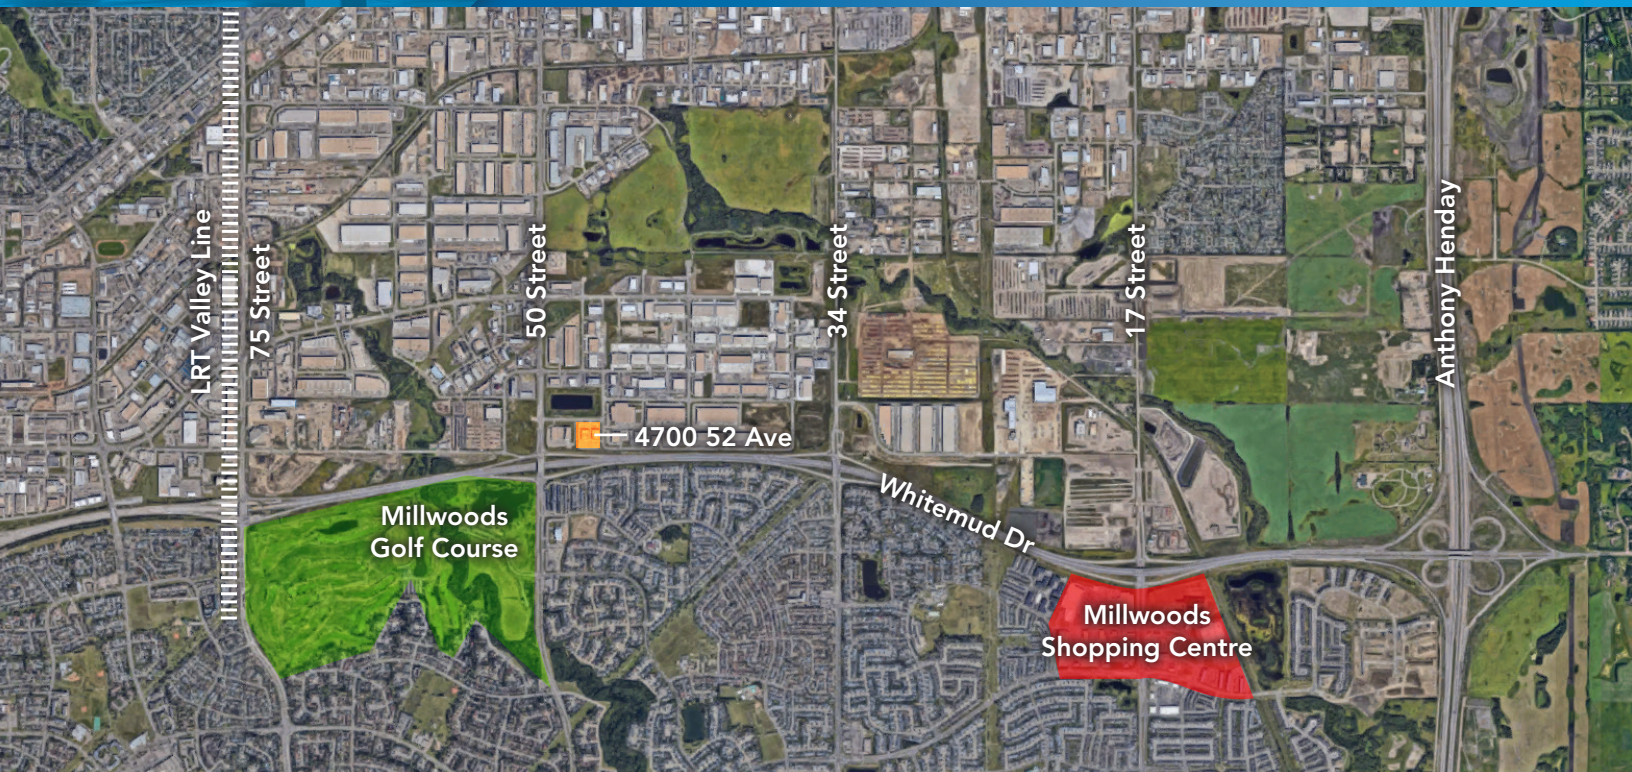 LRT Valley Line
75 Street
50 Street
34 Street
17 Street
Anthony Henday
4700 52 Ave
Whitemud Dr
Millwoods
Golf Course
Millwoods
Shopping Centre